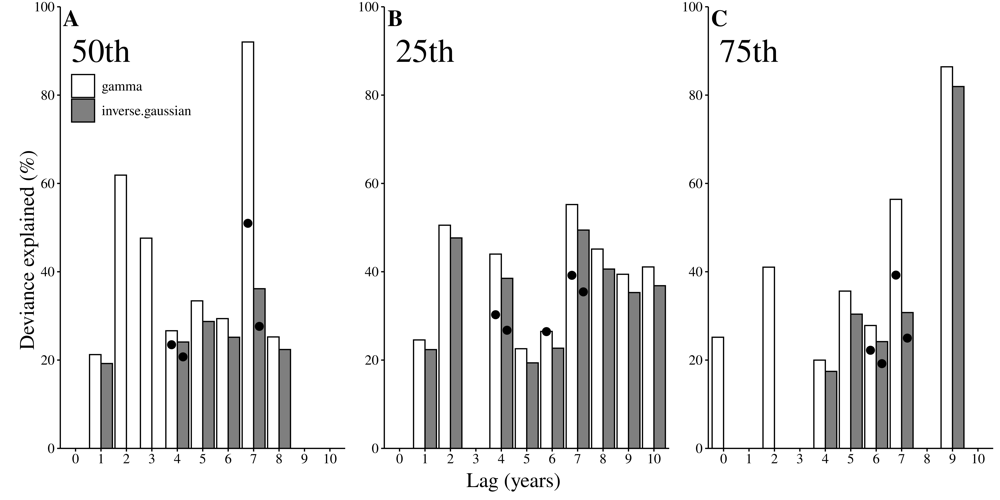 A
50th
gamma
inverse.gaussian
B
25th
C
75th
100
80
60
40
20
0
100
80
60
40
20
0
100
80
60
40
20
0
Deviance explained (%)
0 1 2 3 4 5 6 7 8 9 10
0 1 2 3 4 5 6 7 8 9 10
0 1 2 3 4 5 6 7 8 9 10
Lag (years)